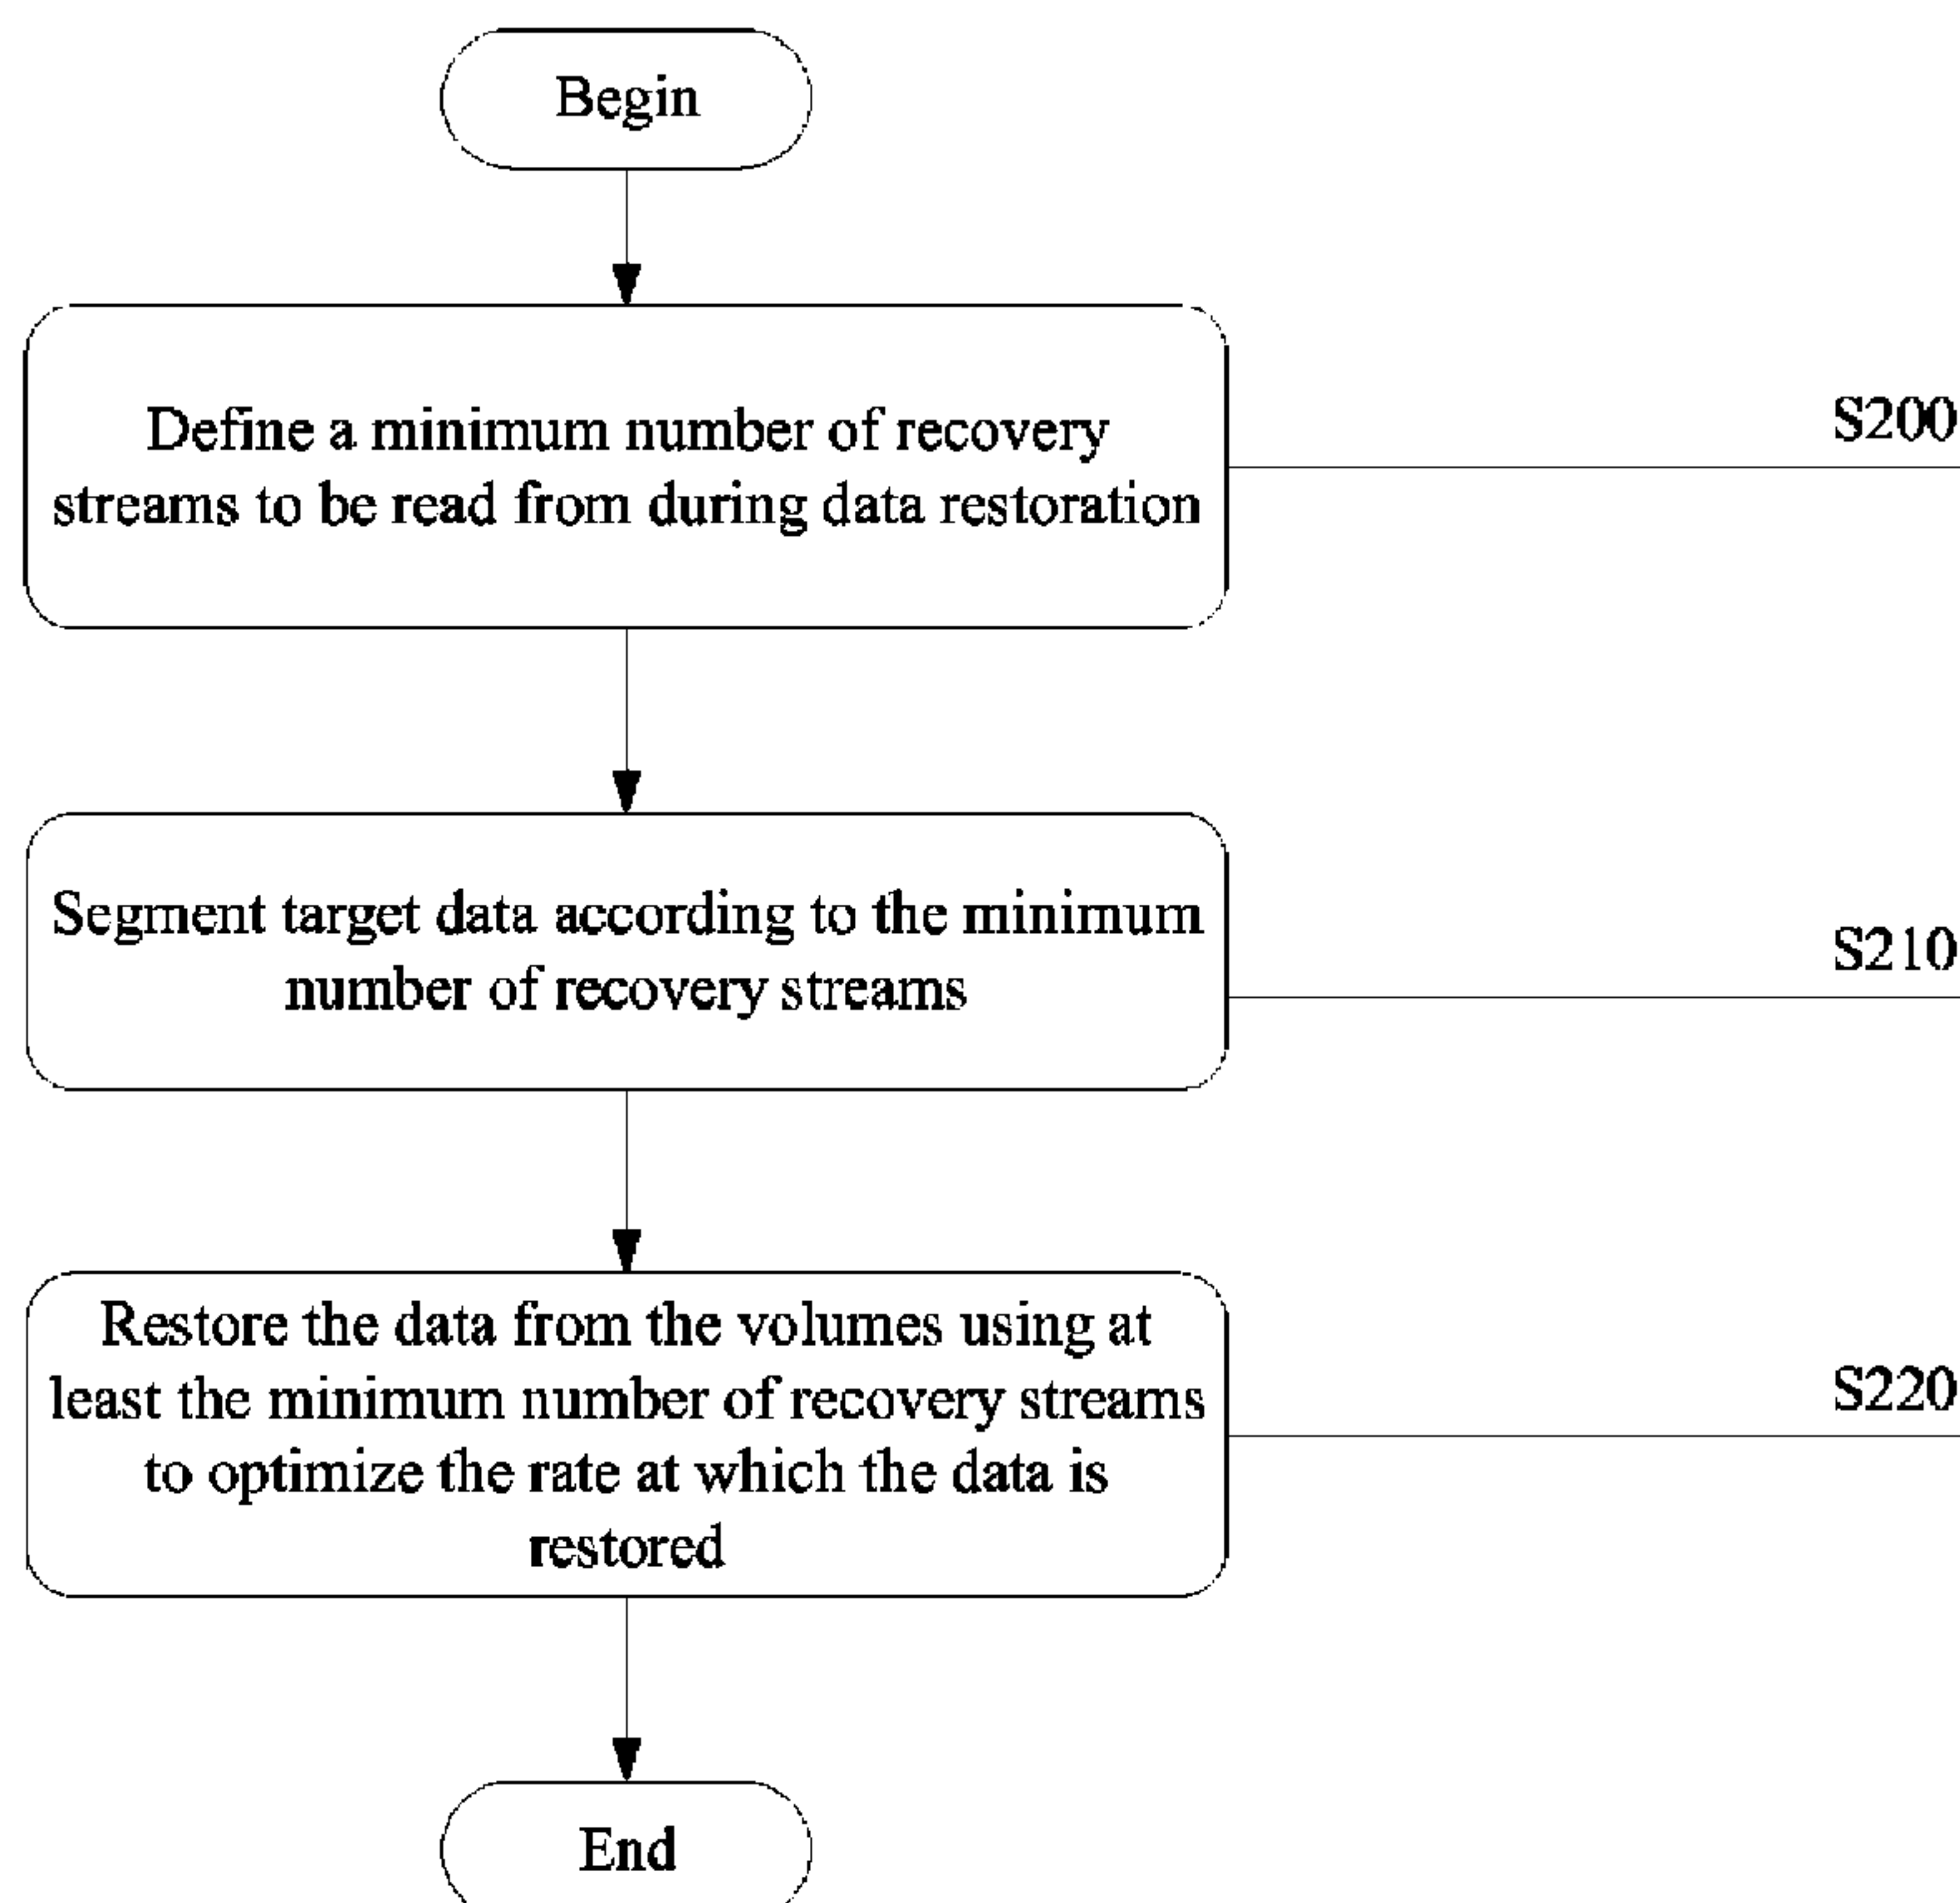 Begin
Define a minimum number of recovery
streams to be read from during data restoration
S200
Segment target data according to the minimum
number of recovery streams
S210
Restore the data from the volumes using at
least the minimum number of recovery streams
to optimize the rate at which the data is
restored
S220
End